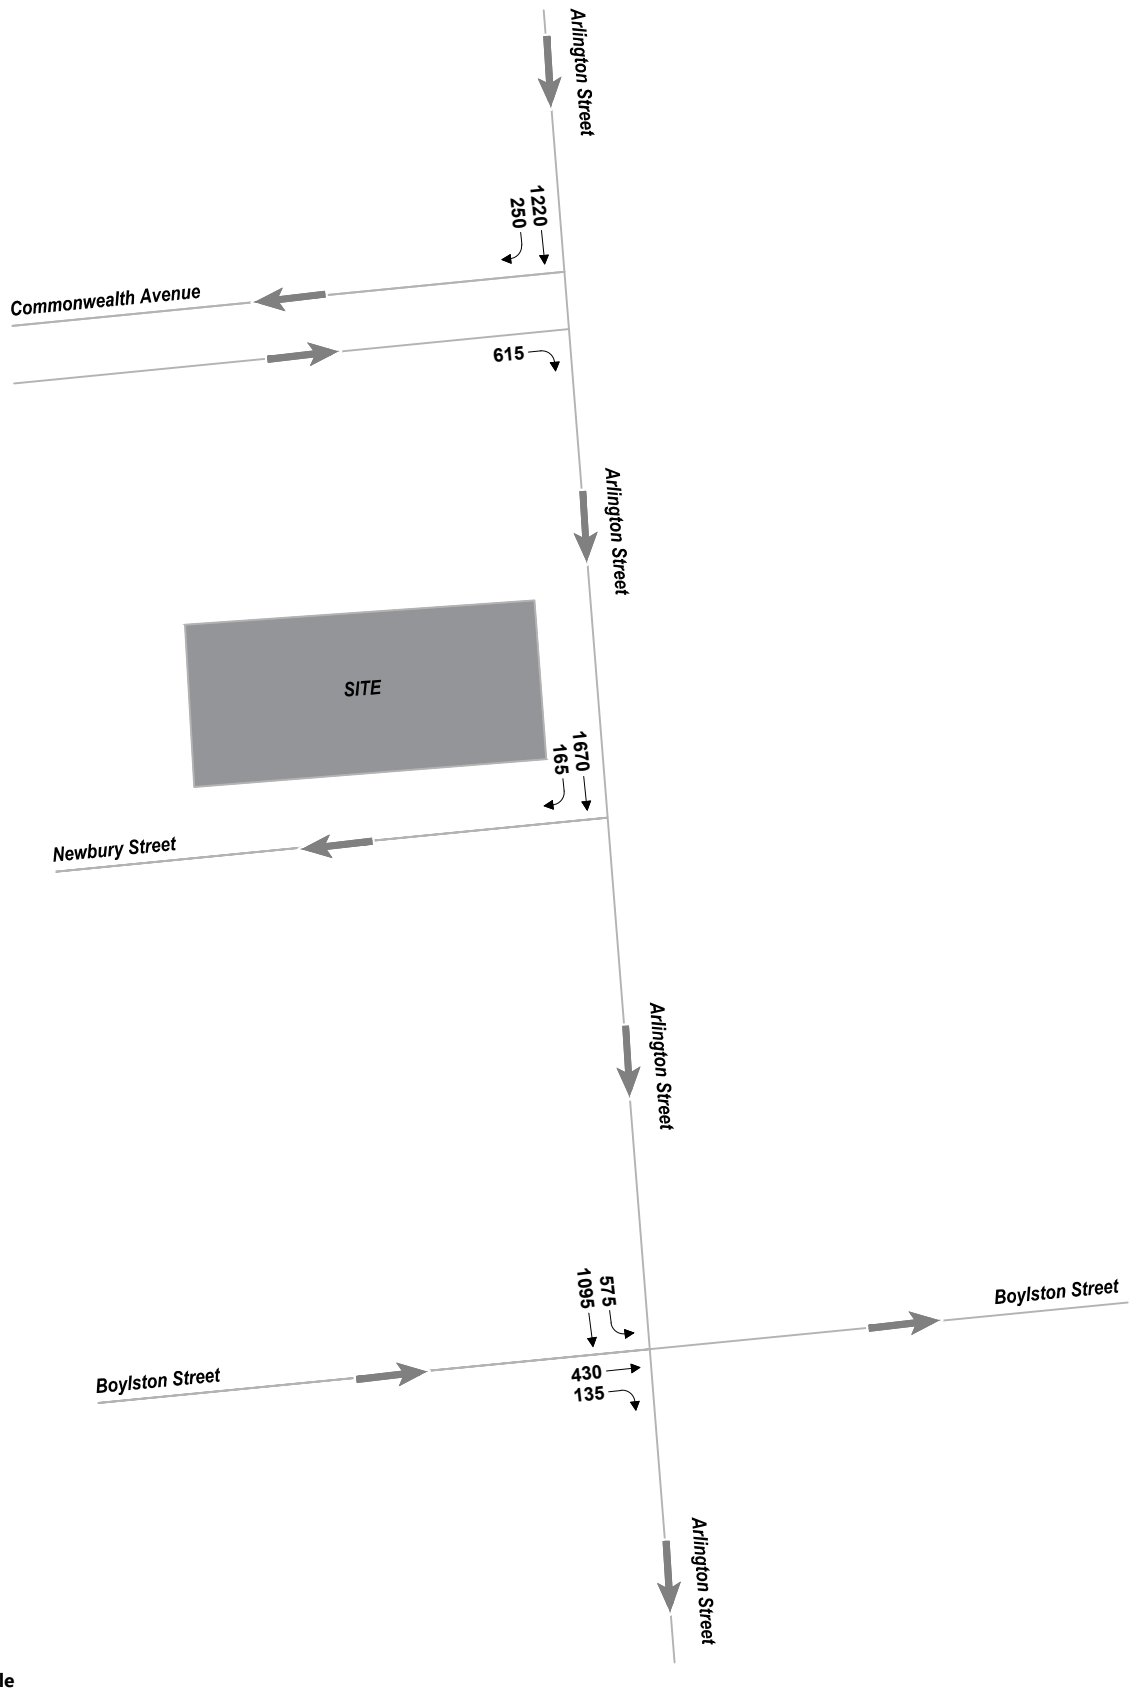 Arlington Street
1220
250
Commonwealth Avenue
615
Arlington Street
SITE
1670
165
Newbury Street
Arlington Street
575
1095
Boylston Street
430
Boylston Street
135
Arlington Street
le